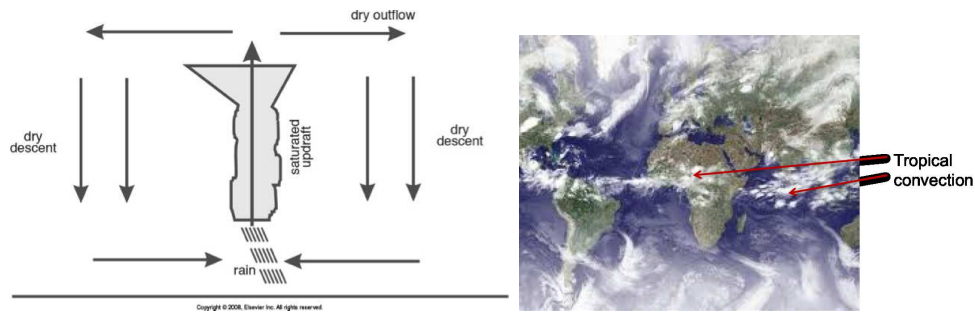 dry outflow
dry
descent
saturated
updraft
dry
descent
rain
Copyright © 2008, Elsevier Inc. All rights reserved.
Tropical
convection